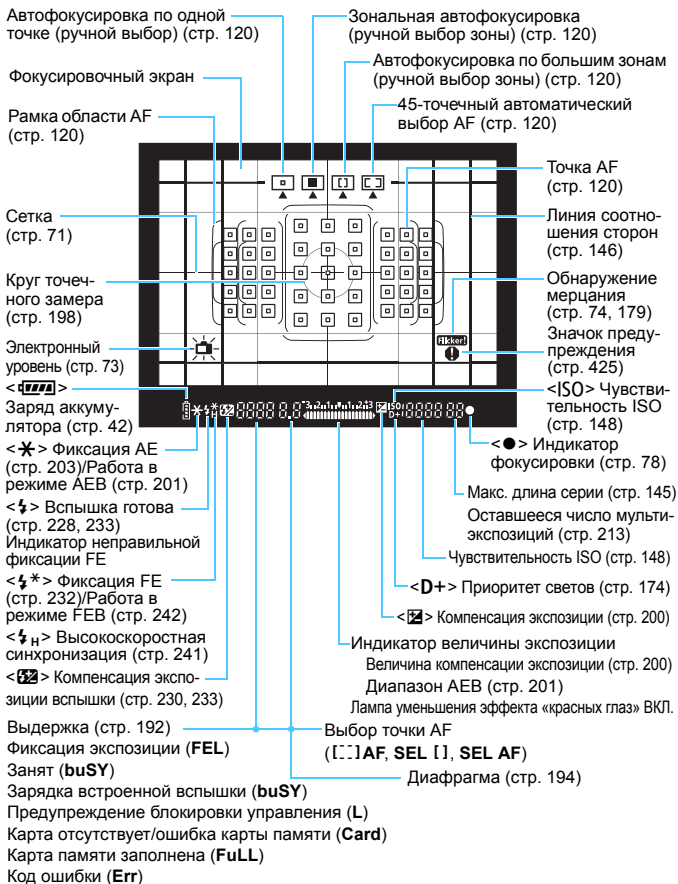 Автофокусировка по одной
точке (ручной выбор) (стр. 120)
Зональная автофокусировка
(ручной выбор зоны) (стр. 120)
Автофокусировка по большим зонам
(ручной выбор зоны) (стр. 120)
Фокусировочный экран
45-точечный автоматический
выбор AF (стр. 120)
Рамка области AF
(стр. 120)
Точка AF
(стр. 120)
Сетка
(стр. 71)
Линия соотно-
шения сторон
(стр. 146)
Круг точеч-
ного замера
(стр. 198)
Обнаружение
мерцания
(стр. 74, 179)
Flicker!
Значок преду-
преждения
(стр. 425)
Электронный
уровень (стр. 73)
< >
Заряд аккуму-
лятора (стр. 42)
<ISO> Чувстви-
тельность ISO
(стр. 148)
3..2..1..1..2..3
ISO
D+
<✱> Фиксация AE
(стр. 203)/Работа в
режиме AEB (стр. 201)
<●> Индикатор
фокусировки (стр. 78)
<⚡> Вспышка готова
(стр. 228, 233)
Индикатор неправильной
фиксации FE
Макс. длина серии (стр. 145)
Оставшееся число мульти-
экспозиций (стр. 213)
Чувствительность ISO (стр. 148)
<⚡*> Фиксация FE
(стр. 232)/Работа в
режиме FEB (стр. 242)
<D+> Приоритет светов (стр. 174)
< > Компенсация экспозиции (стр. 200)
<⚡H> Высокоскоростная
синхронизация (стр. 241)
Индикатор величины экспозиции
Величина компенсации экспозиции (стр. 200)
Диапазон AEB (стр. 201)
Лампа уменьшения эффекта «красных глаз» ВКЛ.
< > Компенсация экспо-
зиции вспышки (стр. 230, 233)
Выдержка (стр. 192)
Фиксация экспозиции (FEL)
Занят (buSY)
Зарядка встроенной вспышки (buSY)
Предупреждение блокировки управления (L)
Карта отсутствует/ошибка карты памяти (Card)
Карта памяти заполнена (FuLL)
Код ошибки (Err)
Выбор точки AF
([ ] AF, SEL [ ], SEL AF)
Диафрагма (стр. 194)